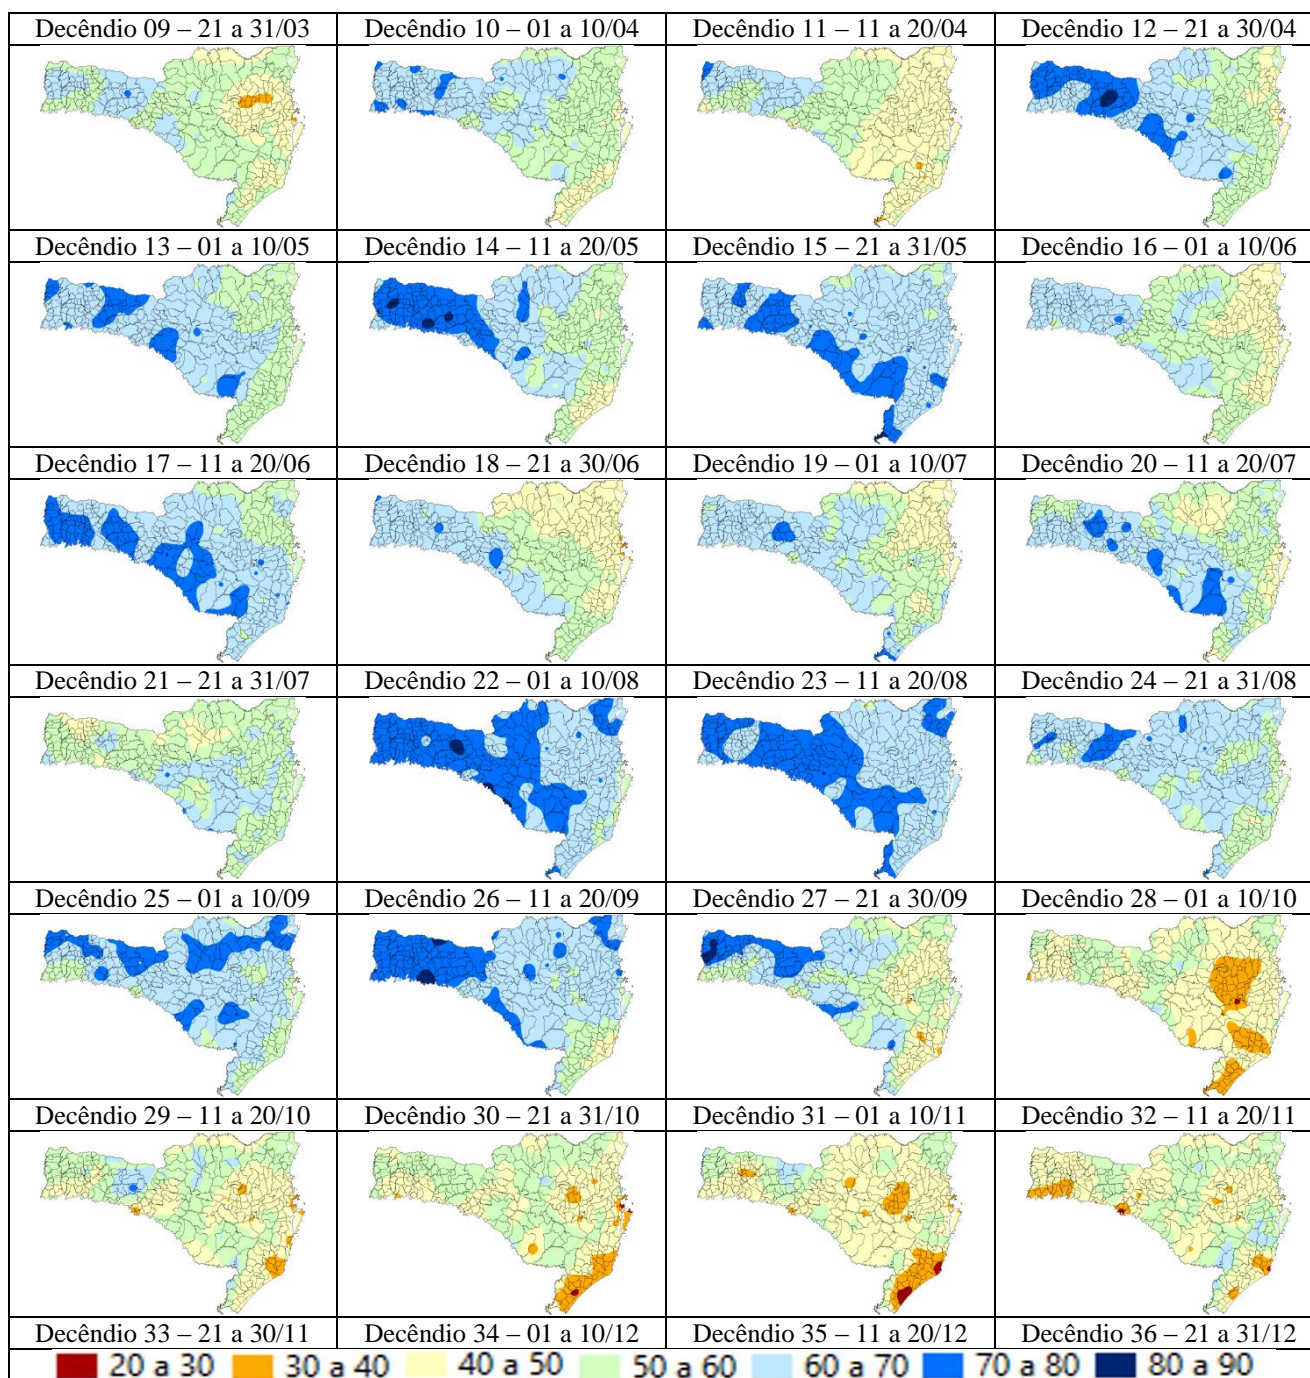 Decêndio 09 – 21 a 31/03 Decêndio 10 – 01 a 10/04 Decêndio 11 – 11 a 20/04 Decêndio 12 – 21 a 30/04
Decêndio 13 – 01 a 10/05 Decêndio 14 – 11 a 20/05 Decêndio 15 – 21 a 31/05 Decêndio 16 – 01 a 10/06
Decêndio 17 – 11 a 20/06 Decêndio 18 – 21 a 30/06 Decêndio 19 – 01 a 10/07 Decêndio 20 – 11 a 20/07
Decêndio 21 – 21 a 31/07 Decêndio 22 – 01 a 10/08 Decêndio 23 – 11 a 20/08 Decêndio 24 – 21 a 31/08
Decêndio 25 – 01 a 10/09 Decêndio 26 – 11 a 20/09 Decêndio 27 – 21 a 30/09 Decêndio 28 – 01 a 10/10
Decêndio 29 – 11 a 20/10 Decêndio 30 – 21 a 31/10 Decêndio 31 – 01 a 10/11 Decêndio 32 – 11 a 20/11
Decêndio 33 – 21 a 30/11 Decêndio 34 – 01 a 10/12 Decêndio 35 – 11 a 20/12 Decêndio 36 – 21 a 31/12
20 a 30 30 a 40 40 a 50 50 a 60 60 a 70 70 a 80 80 a 90